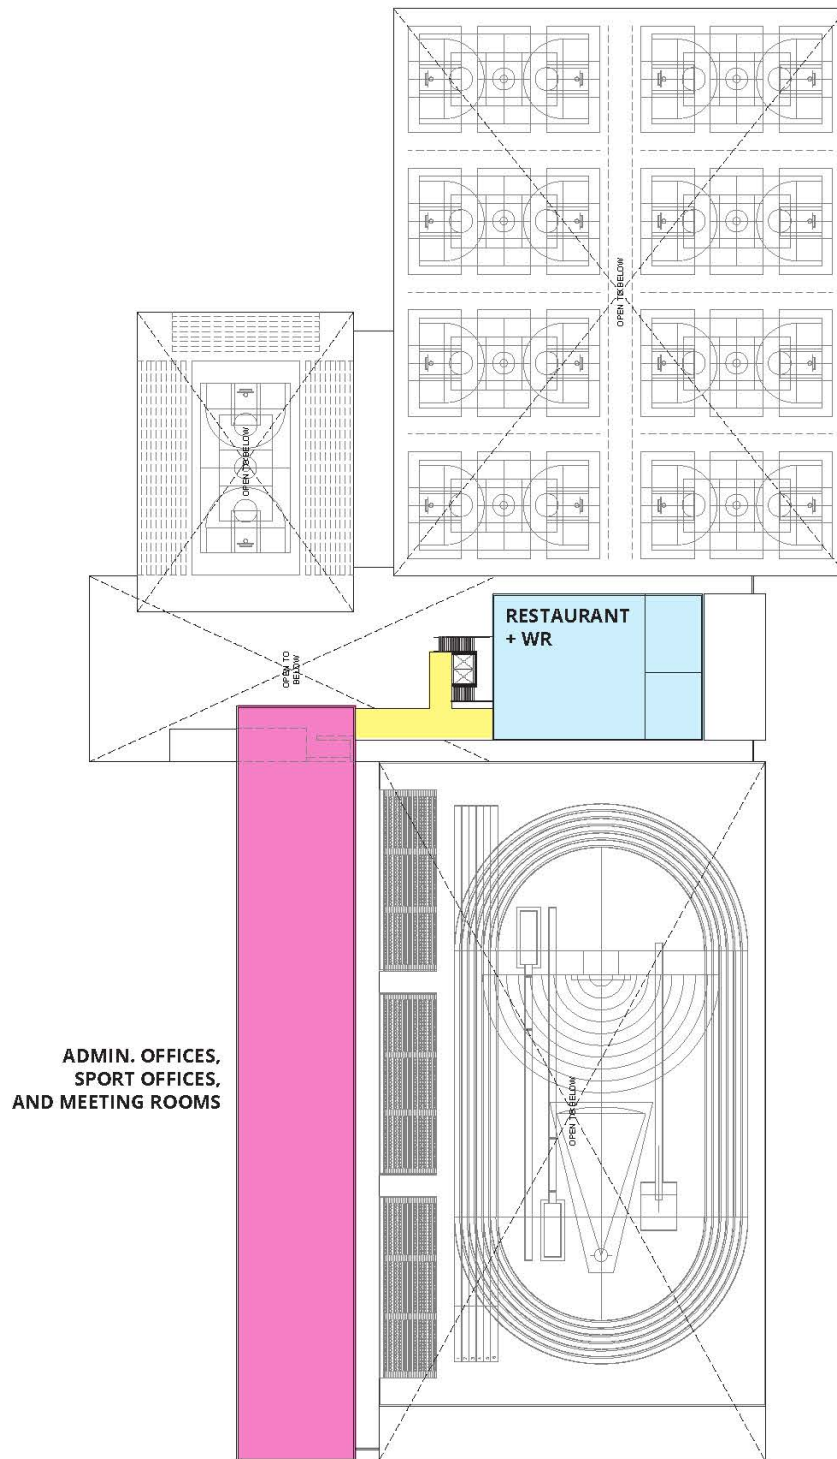 OPEN TO BELOW
OPEN TO BELOW
RESTAURANT
+ WR
OPEN TO
BELOW
ADMIN. OFFICES,
SPORT OFFICES,
AND MEETING ROOMS
OPEN TO BELOW